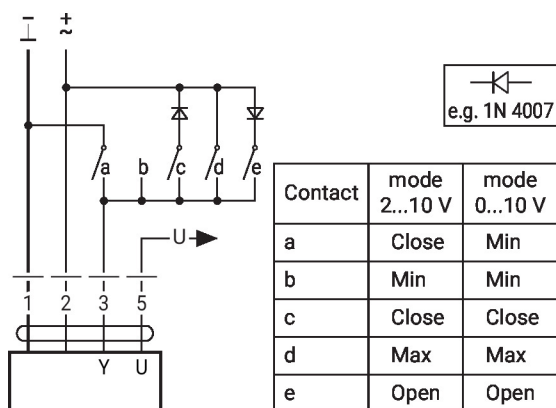 − +
⊥ ~
a b c d e
U
1 2 3 5
Y U
e.g. 1N 4007
Contact mode 2...10 V mode 0...10 V
a Close Min
b Min Min
c Close Close
d Max Max
e Open Open